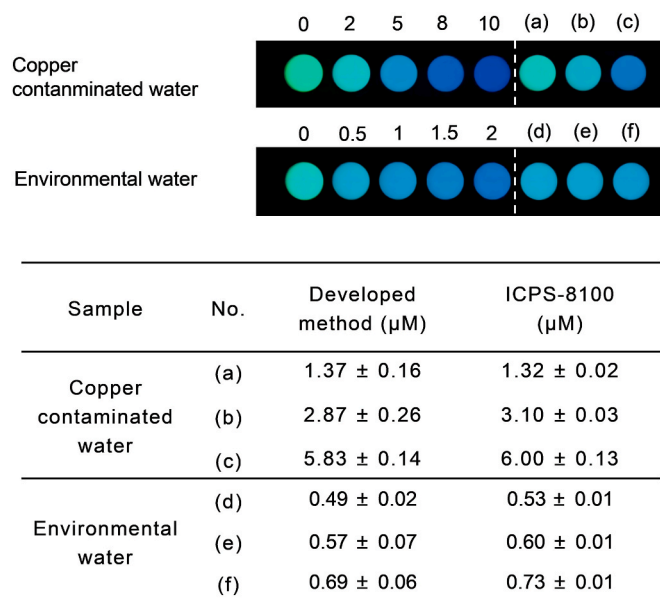 0 2 5 8 10 (a) (b) (c)
Copper
contanminated water
0 0.5 1 1.5 2 (d) (e) (f)
Environmental water
Sample No. Developed method (µM) ICPS-8100 (µM)
Copper contaminated water
(a) 1.37 ± 0.16 1.32 ± 0.02
(b) 2.87 ± 0.26 3.10 ± 0.03
(c) 5.83 ± 0.14 6.00 ± 0.13
Environmental water
(d) 0.49 ± 0.02 0.53 ± 0.01
(e) 0.57 ± 0.07 0.60 ± 0.01
(f) 0.69 ± 0.06 0.73 ± 0.01